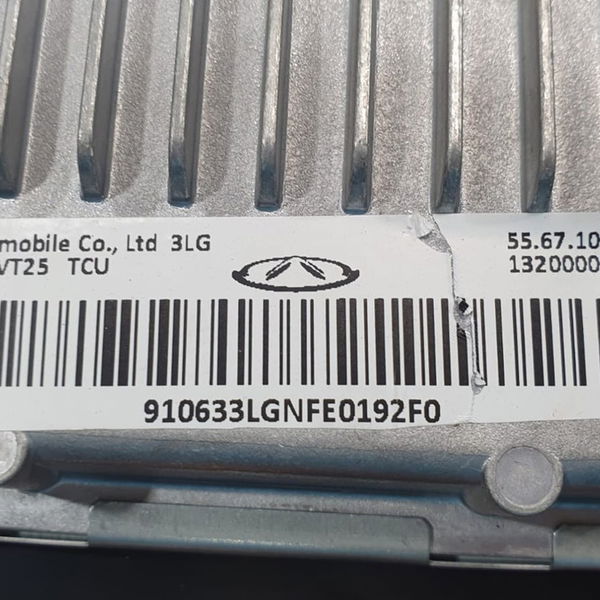 mobile Co., Ltd 3LG
VT25 TCU
55.67.10
1320000
910633LGNFE0192F0